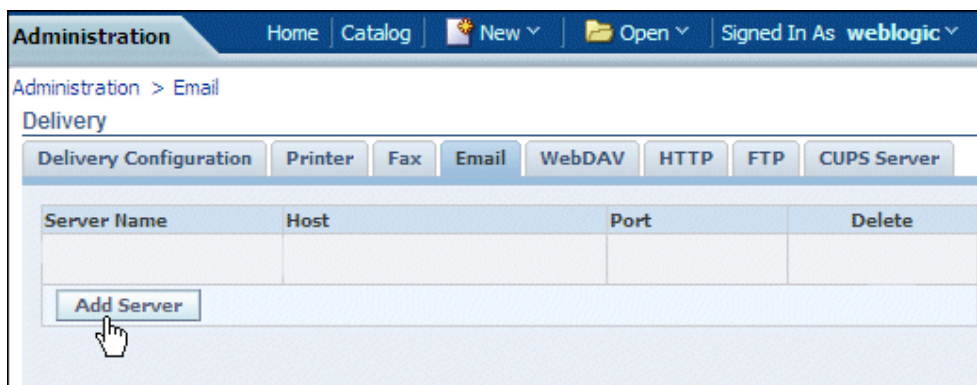 Administration Home Catalog New Open Signed In As weblogic
Administration > Email
Delivery
Delivery Configuration Printer Fax Email WebDAV HTTP FTP CUPS Server
Server Name Host Port Delete
Add Server